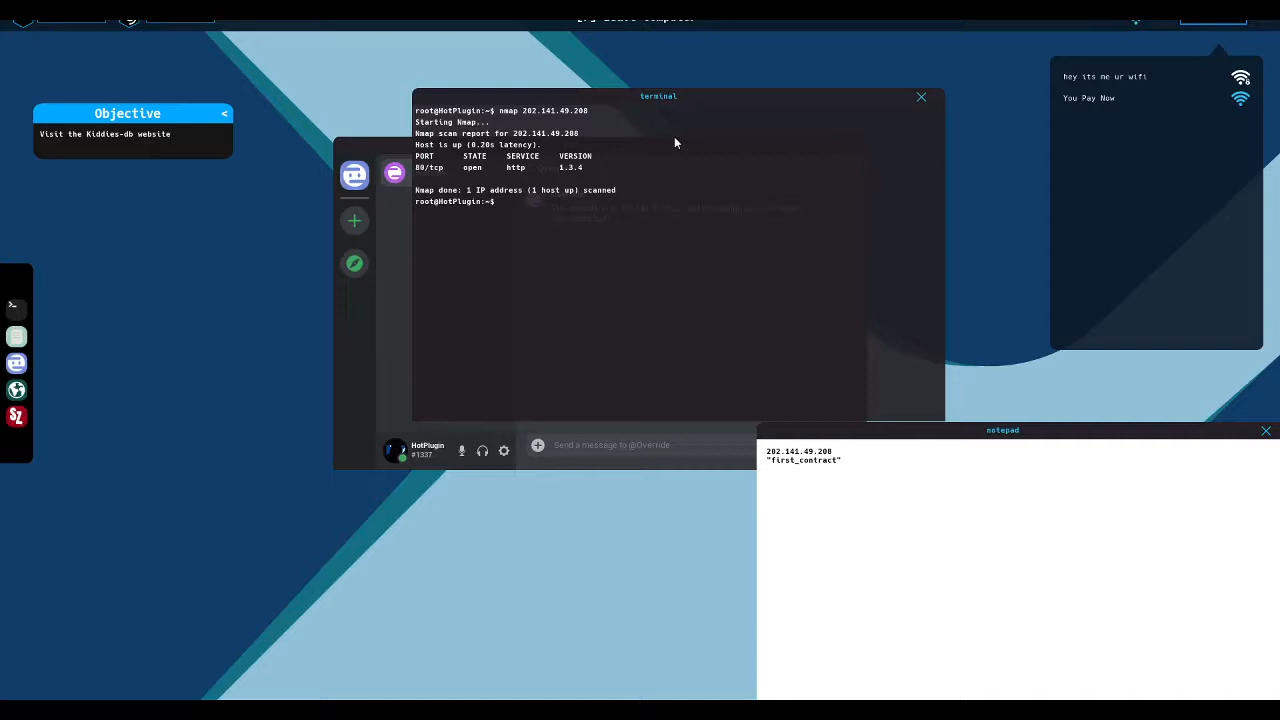 Objective <
Visit the Kiddies-db website
terminal
root@HotPlugin:~$ nmap 202.141.49.208
Starting Nmap...
Nmap scan report for 202.141.49.208
Host is up (0.20s latency).
PORT STATE SERVICE VERSION
80/tcp open http 1.3.4
Nmap done: 1 IP address (1 host up) scanned
root@HotPlugin:~$
HotPlugin
#1337
Send a message to @Override
notepad
202.141.49.208
"first_contract"
hey its me ur wifi
You Pay Now